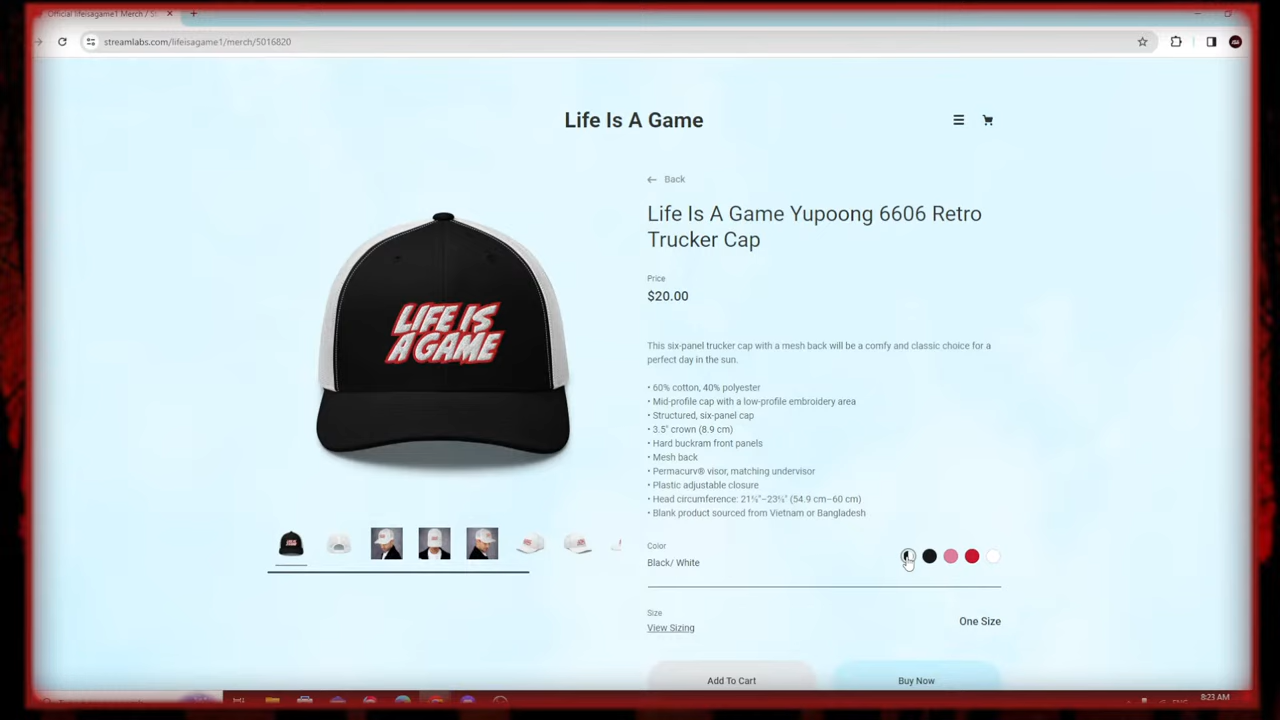 Official lifeisagame1 Merch / St
streamlabs.com/lifeisagame1/merch/5016820
Life Is A Game
Back
Life Is A Game Yupoong 6606 Retro
Trucker Cap
Price
$20.00
LIFE IS
A GAME
This six-panel trucker cap with a mesh back will be a comfy and classic choice for a
perfect day in the sun.
• 60% cotton, 40% polyester
• Mid-profile cap with a low-profile embroidery area
• Structured, six-panel cap
• 3.5" crown (8.9 cm)
• Hard buckram front panels
• Mesh back
• Permacurv® visor, matching undervisor
• Plastic adjustable closure
• Head circumference: 21⅝"–23⅝" (54.9 cm–60 cm)
• Blank product sourced from Vietnam or Bangladesh
Color
Black/ White
Size
View Sizing
One Size
Add To Cart
Buy Now
ENG
8:23 AM